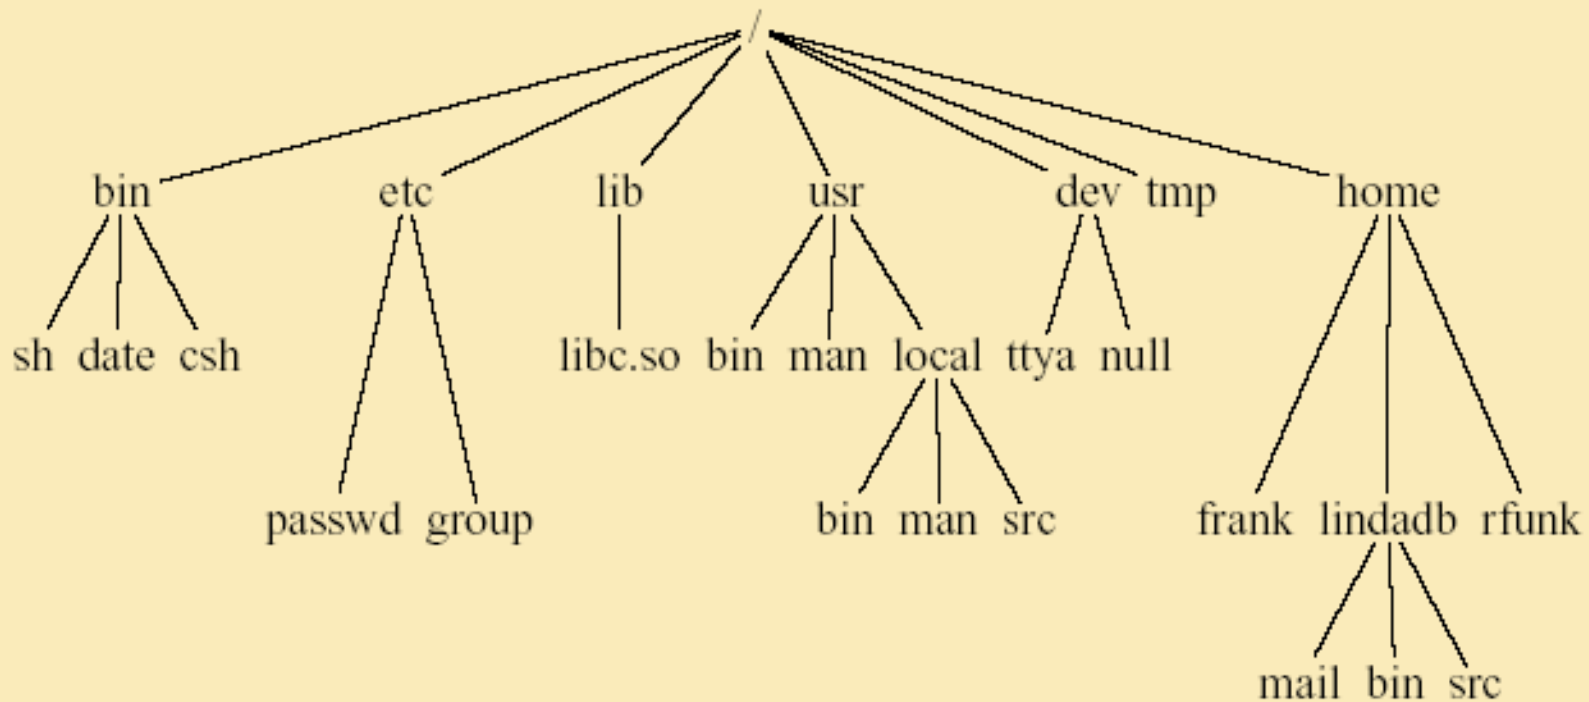 /
bin etc lib usr dev tmp home
sh date csh libc.so bin man local ttya null
passwd group bin man src frank lindadb rfunk
mail bin src